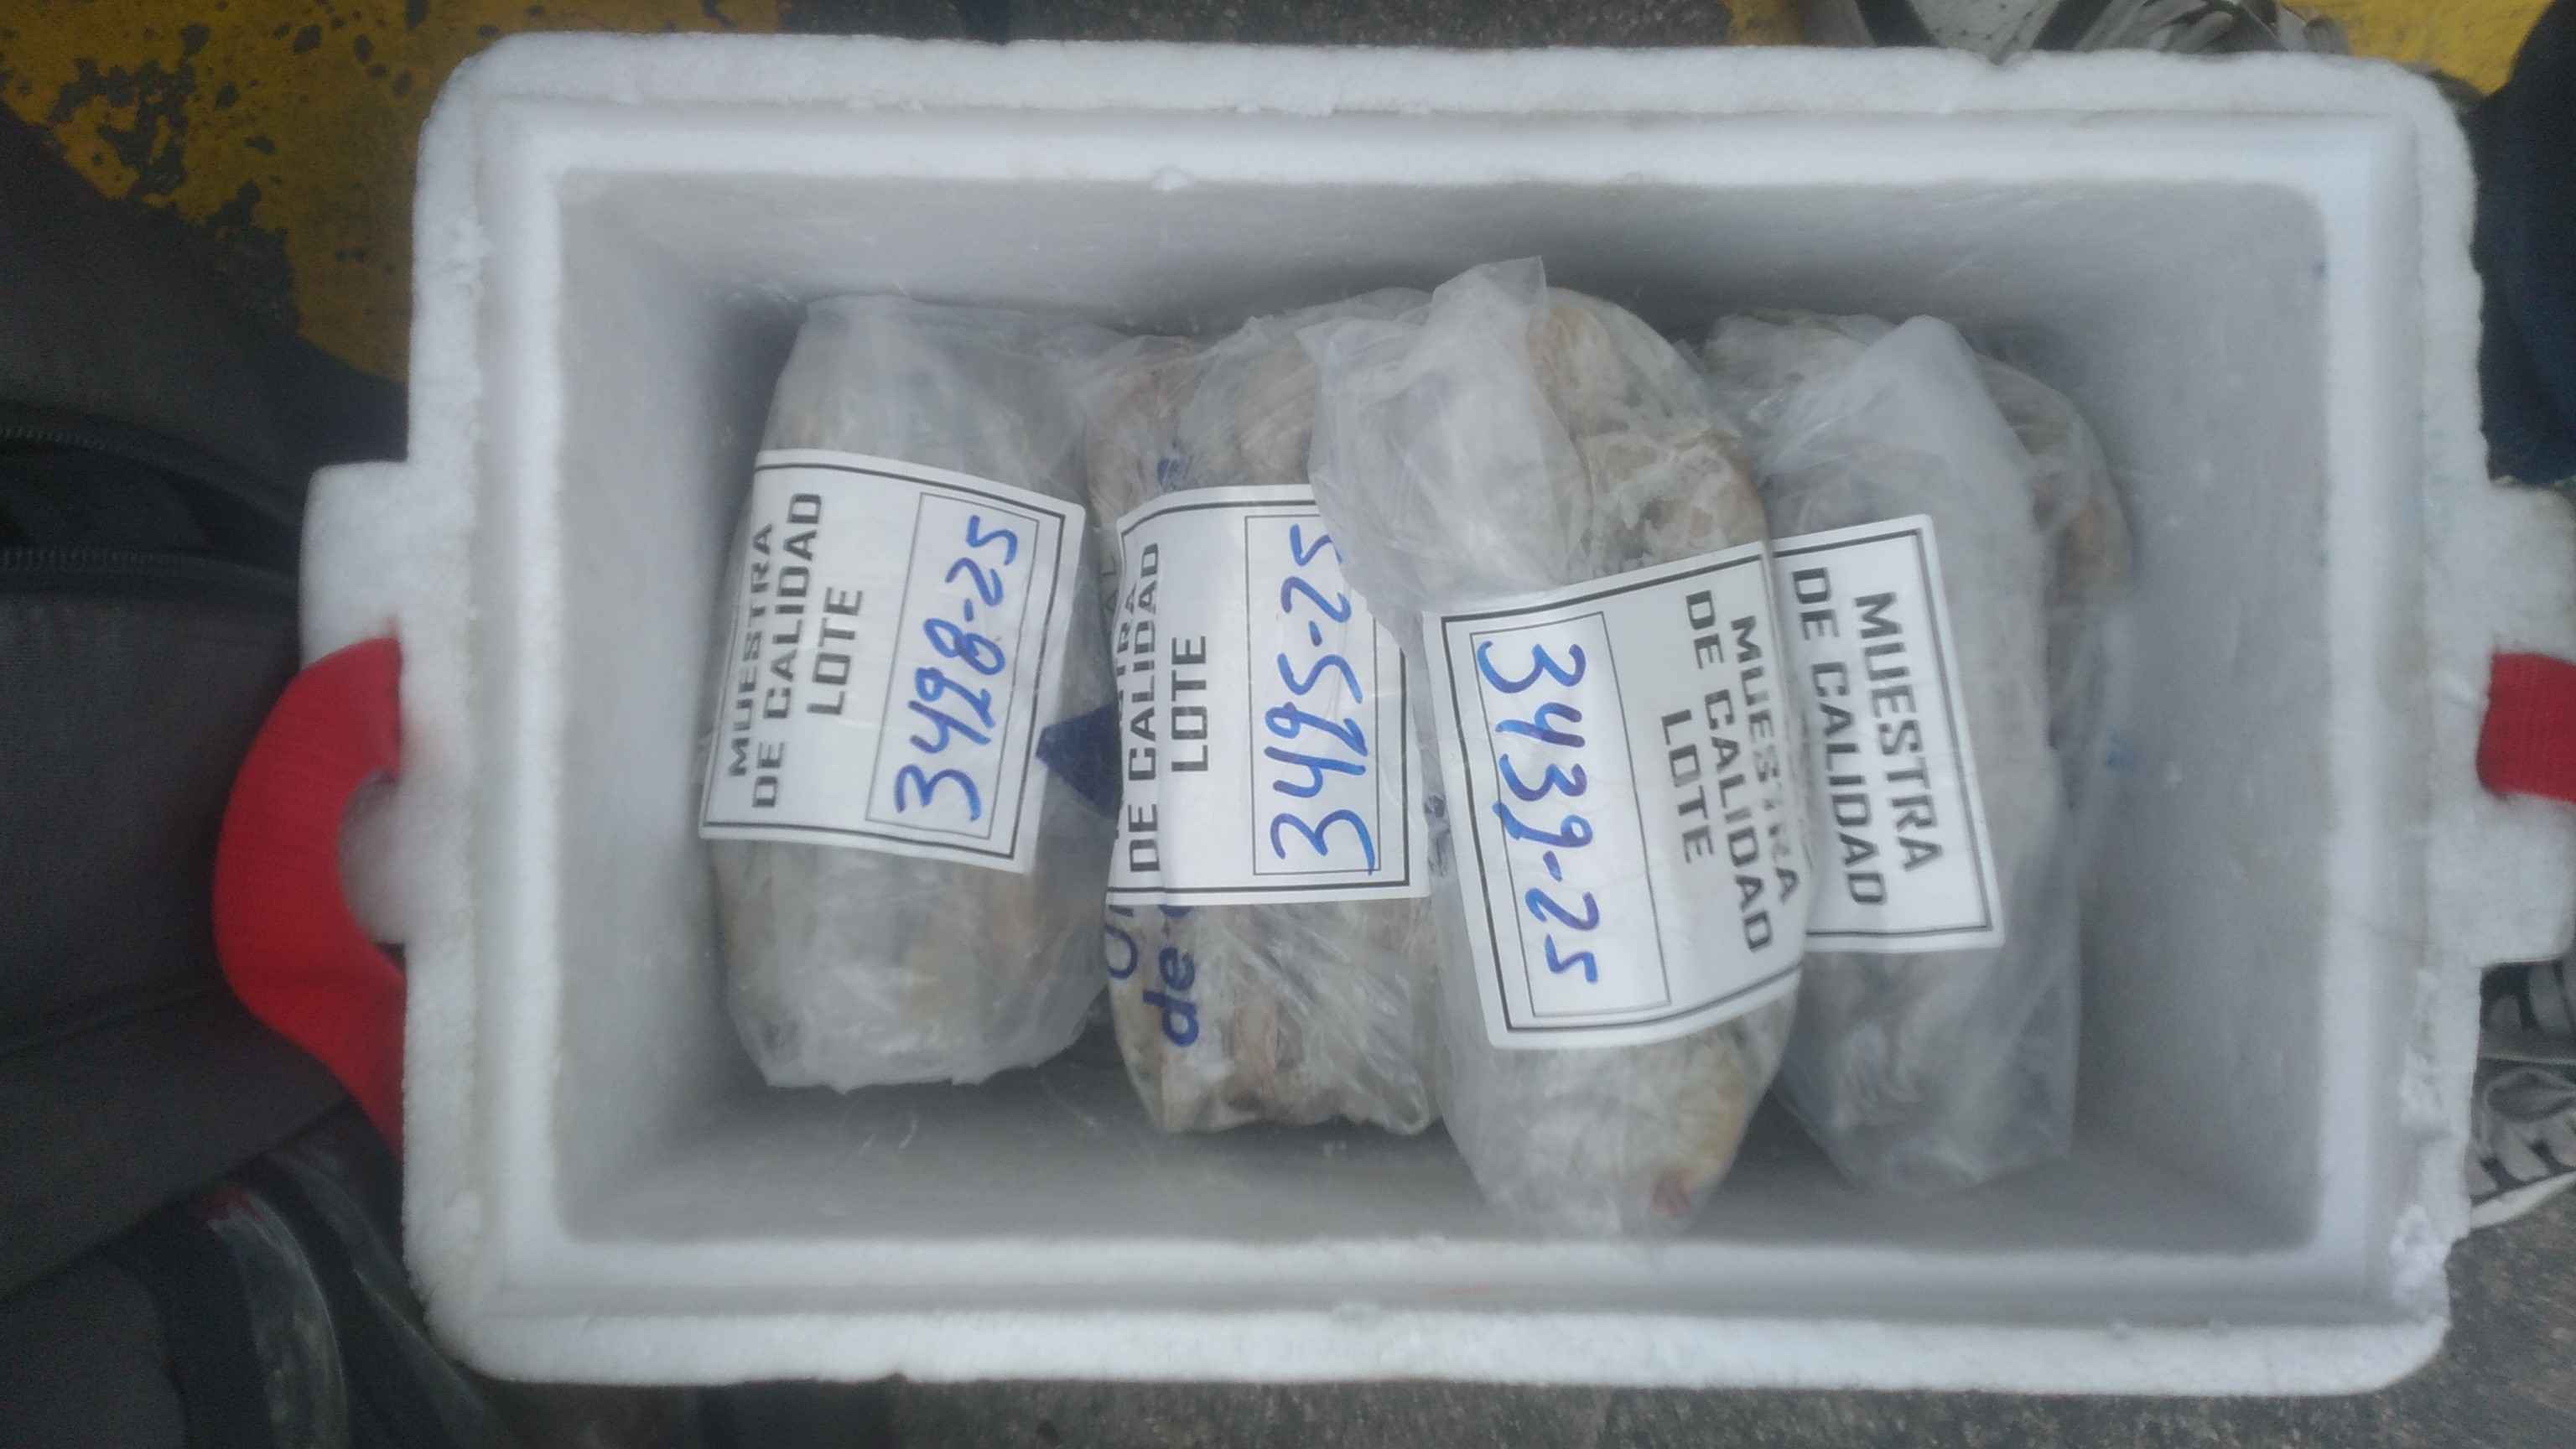 MUESTRA
DE CALIDAD
LOTE
3498-25
DE CALIDAD
LOTE
3495-25
de
MUESTRA
DE CALIDAD
LOTE
3439-25
MUESTRA
DE CALIDAD